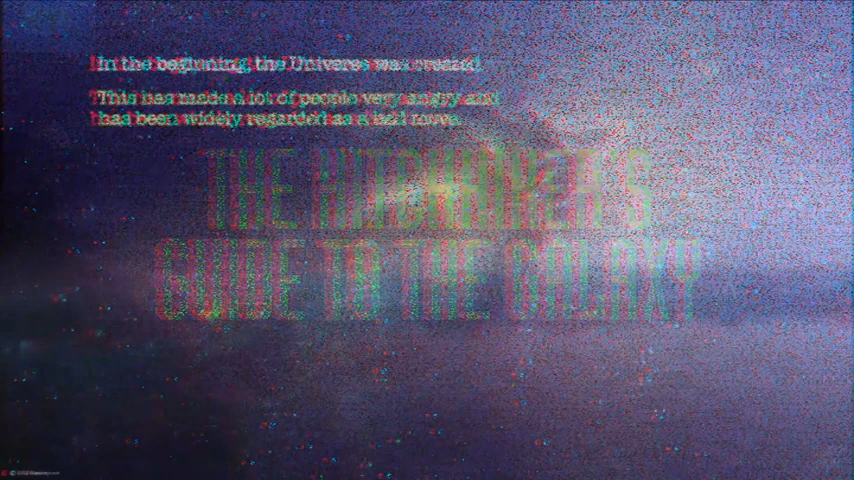 In the beginning the Universe was created.
This has made a lot of people very angry and
has been widely regarded as a bad move.
THE HITCHHIKER'S
GUIDE TO THE GALAXY